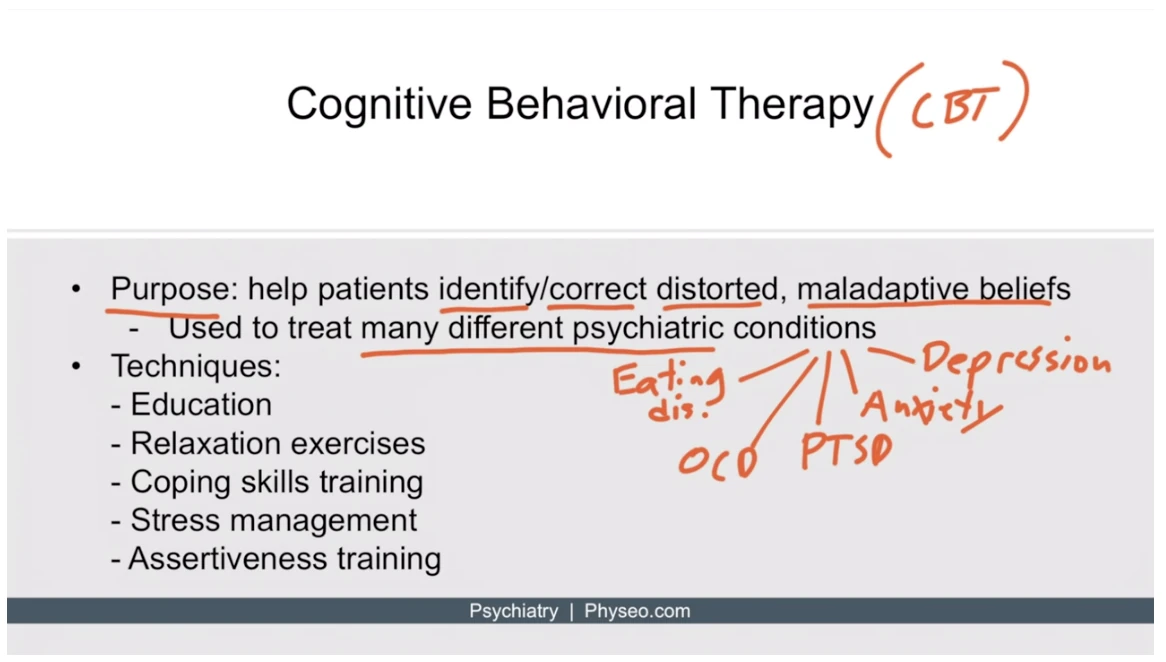 Cognitive Behavioral Therapy (CBT)
• Purpose: help patients identify/correct distorted, maladaptive beliefs
- Used to treat many different psychiatric conditions
Depression
Eating
dis.
Anxiety
OCD
PTSD
• Techniques:
- Education
- Relaxation exercises
- Coping skills training
- Stress management
- Assertiveness training
Psychiatry | Physeo.com